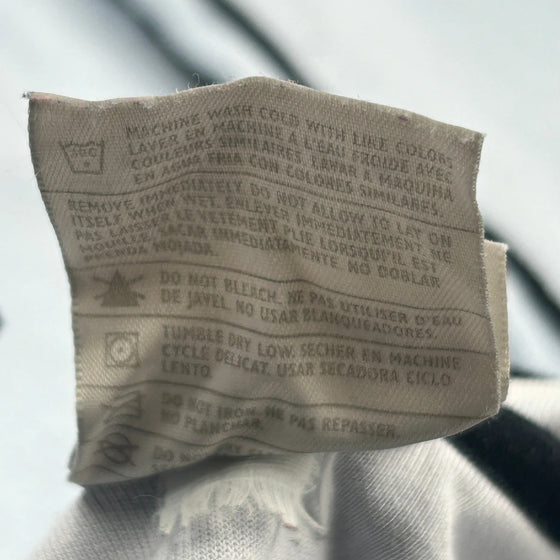 30C
MACHINE WASH COLD WITH LIKE COLORS
LAVER EN MACHINE À L'EAU FROIDE AVEC
COULEURS SIMILAIRES. LAVAR A MAQUINA
EN AGUA FRIA CON COLORES SIMILARES.
REMOVE IMMEDIATELY, DO NOT ALLOW TO LAY ON
ITSELF WHEN WET. ENLEVER IMMEDIATEMENT. NE
PAS LAISSER LE VETEMENT PLIE LORSQU'IL EST
MOUILLE. SACAR IMMEDIATAMENTE NO DOBLAR
PRENDA MOJADA.
DO NOT BLEACH. NE PAS UTILISER D'EAU
DE JAVEL. NO USAR BLANQUEADORES.
TUMBLE DRY LOW. SECHER EN MACHINE
CYCLE DELICAT. USAR SECADORA CICLO
LENTO.
DO NOT IRON. NE PAS REPASSER.
NO PLANCHAR.